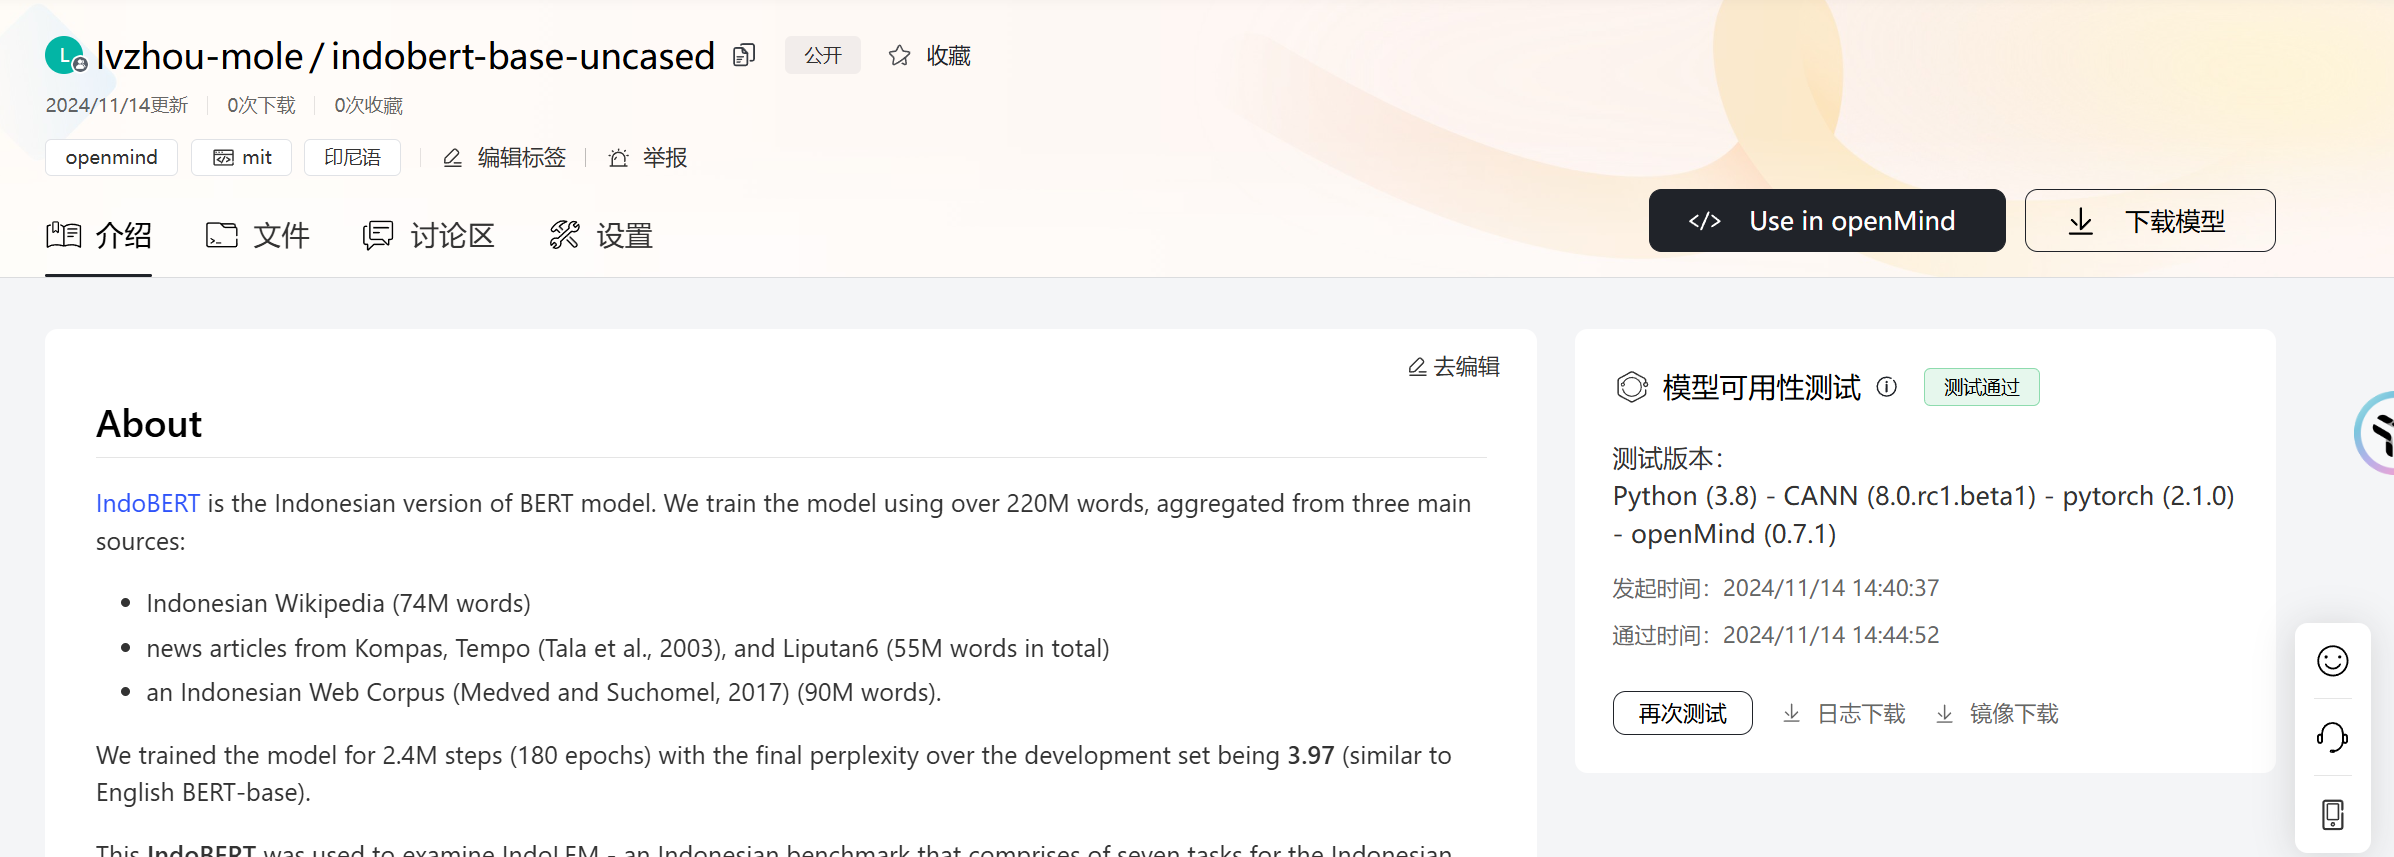 L
lvzhou-mole / indobert-base-uncased 公开 收藏
2024/11/14更新 0次下载 0次收藏
openmind mit 印尼语 编辑标签 举报
介绍 文件 讨论区 设置
</> Use in openMind 下载模型
去编辑
About
IndoBERT is the Indonesian version of BERT model. We train the model using over 220M words, aggregated from three main
sources:
• Indonesian Wikipedia (74M words)
• news articles from Kompas, Tempo (Tala et al., 2003), and Liputan6 (55M words in total)
• an Indonesian Web Corpus (Medved and Suchomel, 2017) (90M words).
We trained the model for 2.4M steps (180 epochs) with the final perplexity over the development set being 3.97 (similar to
English BERT-base).
This IndoBERT was used to examine IndoLEM - an Indonesian benchmark that comprises of seven tasks for the Indonesian
模型可用性测试 测试通过
测试版本：
Python (3.8) - CANN (8.0.rc1.beta1) - pytorch (2.1.0)
- openMind (0.7.1)
发起时间：2024/11/14 14:40:37
通过时间：2024/11/14 14:44:52
再次测试 日志下载 镜像下载